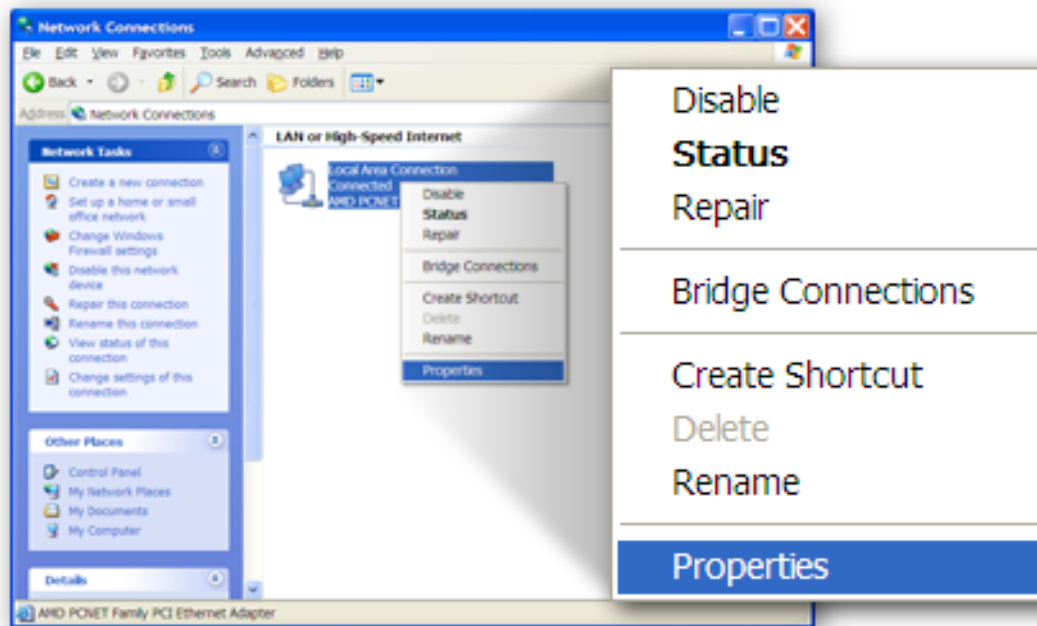 Network Connections
File Edit View Favorites Tools Advanced Help
Back Search Folders
Address Network Connections
Network Tasks
Create a new connection
Set up a home or small
office network
Change Windows
Firewall settings
Disable this network
device
Repair this connection
Rename this connection
View status of this
connection
Change settings of this
connection
Other Places
Control Panel
My Network Places
My Documents
My Computer
Details
LAN or High-Speed Internet
Local Area Connection
Connected
AMD PCNET
Disable
Status
Repair
Bridge Connections
Create Shortcut
Delete
Rename
Properties
AMD PCNET Family PCI Ethernet Adapter
Disable
Status
Repair
Bridge Connections
Create Shortcut
Delete
Rename
Properties